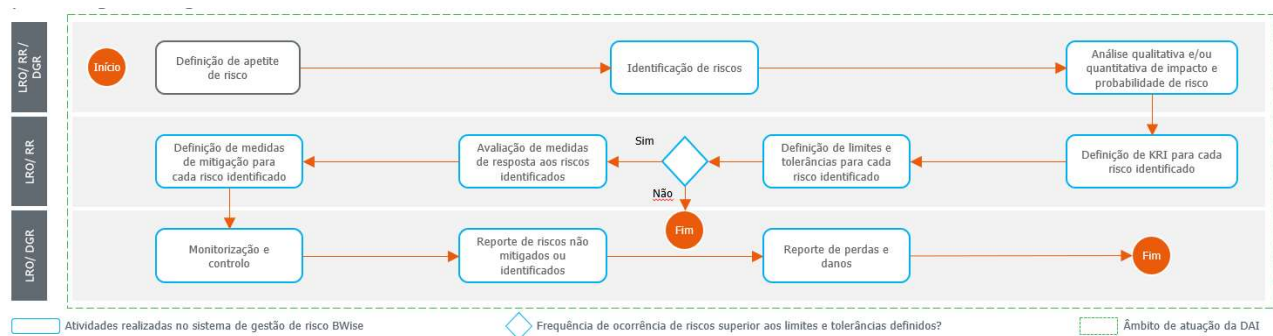 LRO/ RR /
DGR
Início
Definição de apetite
de risco
Identificação de riscos
Análise qualitativa e/ou
quantitativa de impacto e
probabilidade de risco
LRO/ RR
Definição de medidas
de mitigação para
cada risco identificado
Avaliação de medidas
de resposta aos riscos
identificados
Sim
Não
Definição de limites e
tolerâncias para cada
risco identificado
Definição de KRI para cada
risco identificado
LRO/ DGR
Monitorização e
controlo
Reporte de riscos não
mitigados ou
identificados
Fim
Reporte de perdas e
danos
Fim
Atividades realizadas no sistema de gestão de risco BWise
Frequência de ocorrência de riscos superior aos limites e tolerâncias definidos?
Âmbito de atuação da DAI